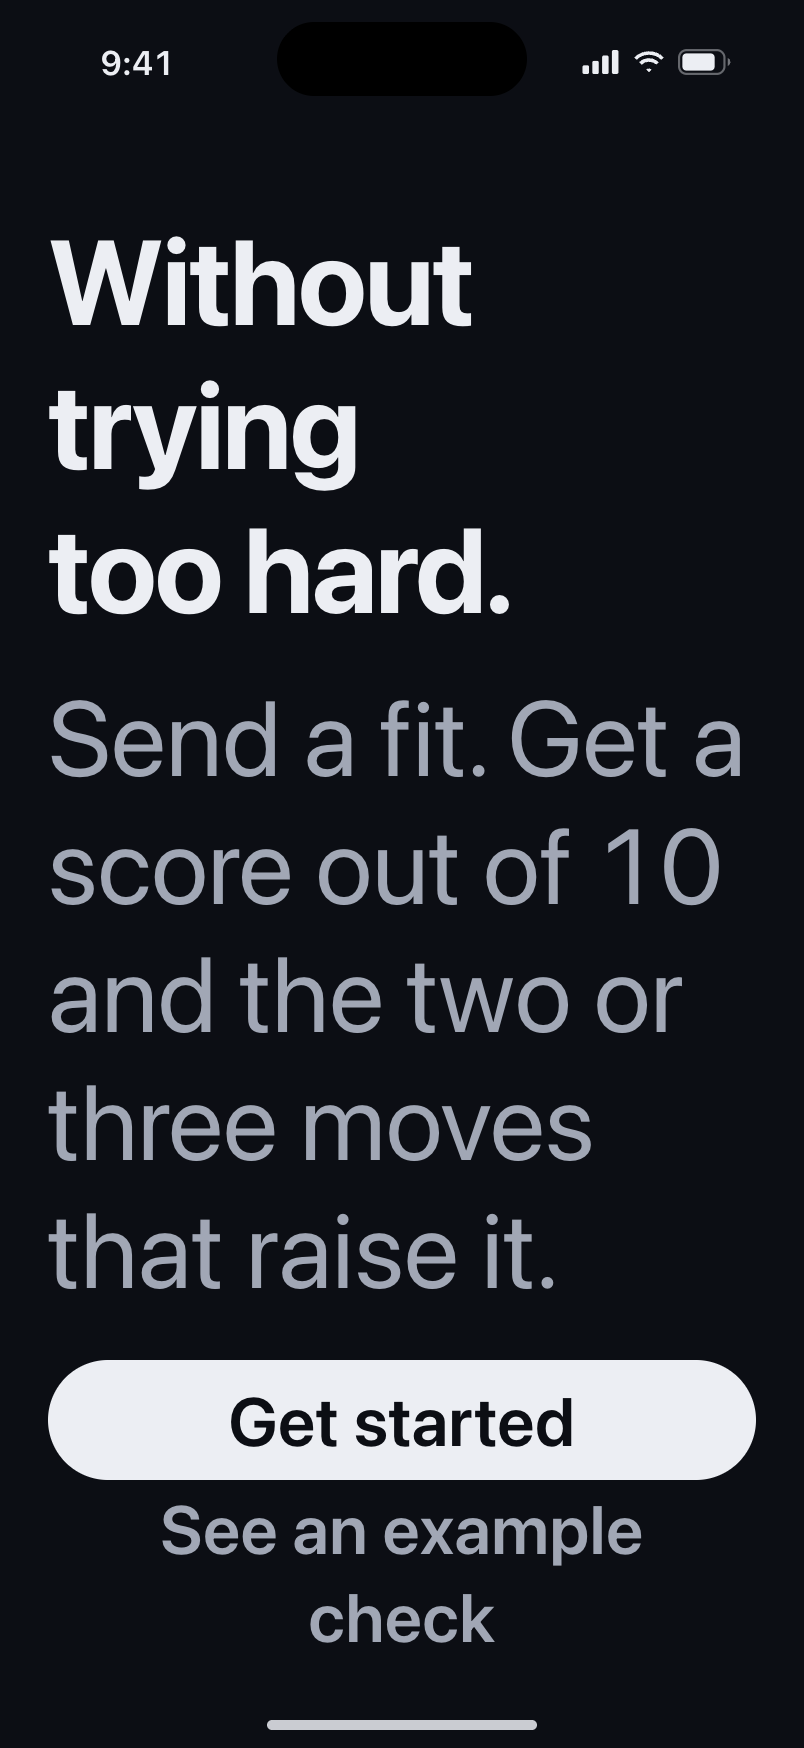 9:41
Without
trying
too hard.
Send a fit. Get a
score out of 10
and the two or
three moves
that raise it.
Get started
See an example
check